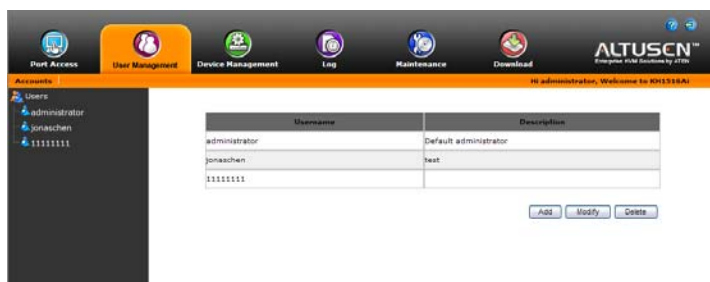 Port Access
User Management
Device Management
Log
Maintenance
Download
ALTUSEN™
Enterprise KVM Solutions by ATEN
Accounts
Hi administrator, Welcome to KH1516Ai
Users
administrator
jonaschen
11111111
Username Description
administrator Default administrator
jonaschen test
11111111
Add Modify Delete